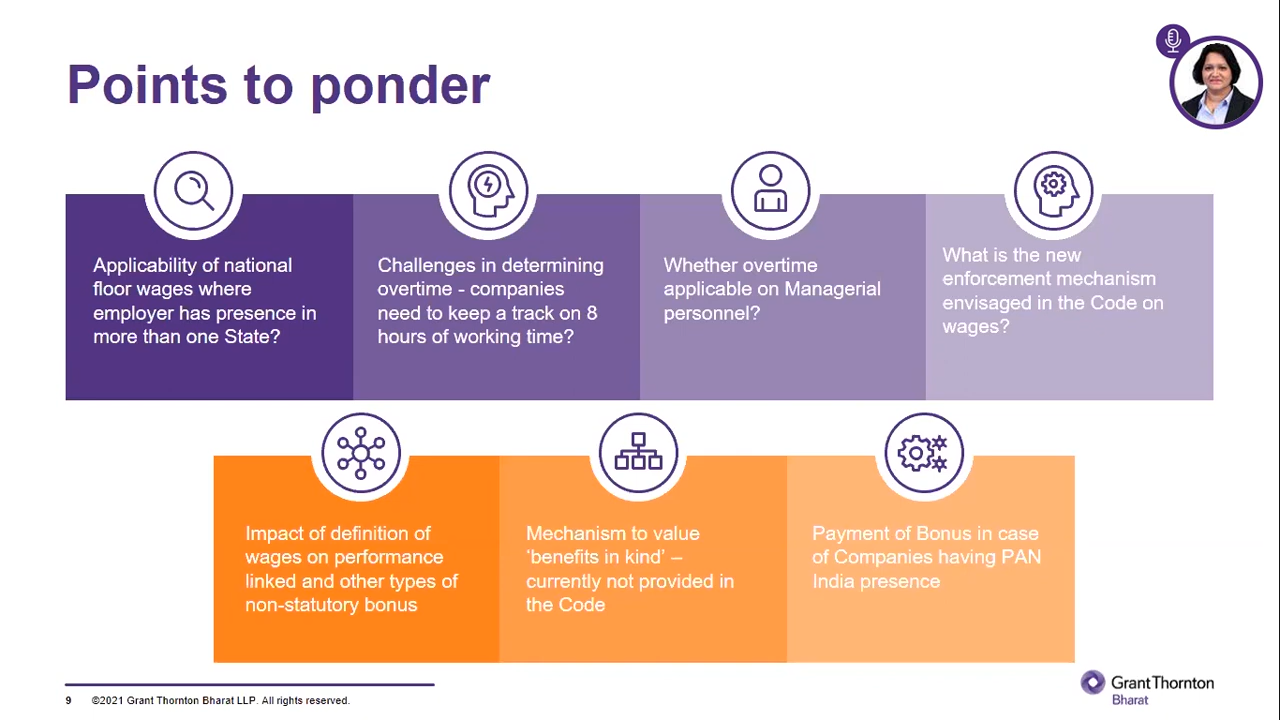 Points to ponder
Applicability of national
floor wages where
employer has presence in
more than one State?
Challenges in determining
overtime - companies
need to keep a track on 8
hours of working time?
Whether overtime
applicable on Managerial
personnel?
What is the new
enforcement mechanism
envisaged in the Code on
wages?
Impact of definition of
wages on performance
linked and other types of
non-statutory bonus
Mechanism to value
‘benefits in kind’ –
currently not provided in
the Code
Payment of Bonus in case
of Companies having PAN
India presence
9 ©2021 Grant Thornton Bharat LLP. All rights reserved.
GrantThornton
Bharat